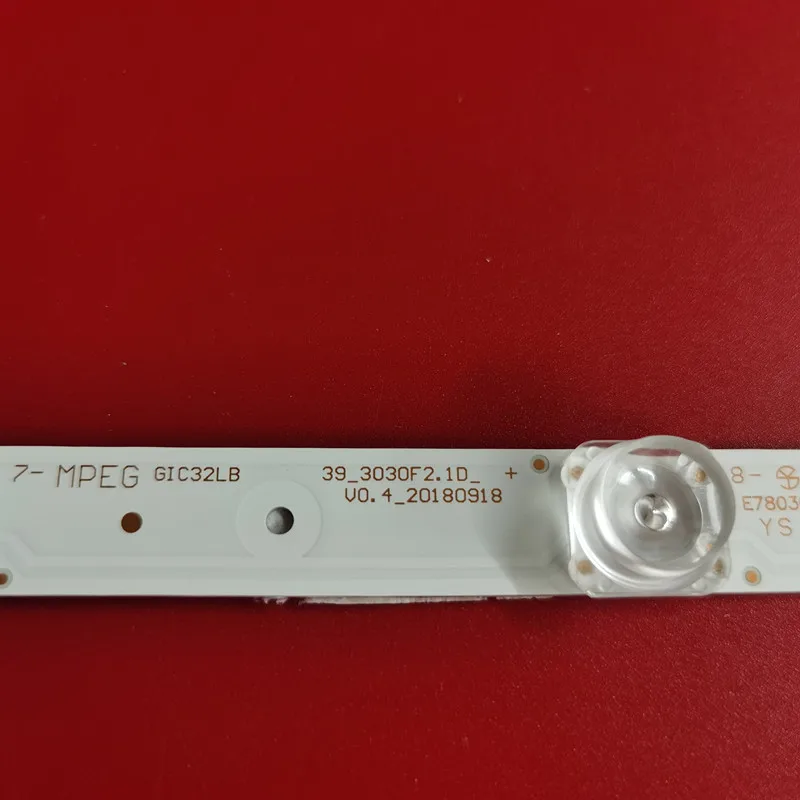 7- MPEG GIC32LB 39_3030F2.1D_ +
V0.4_20180918
8-
E7803
YS